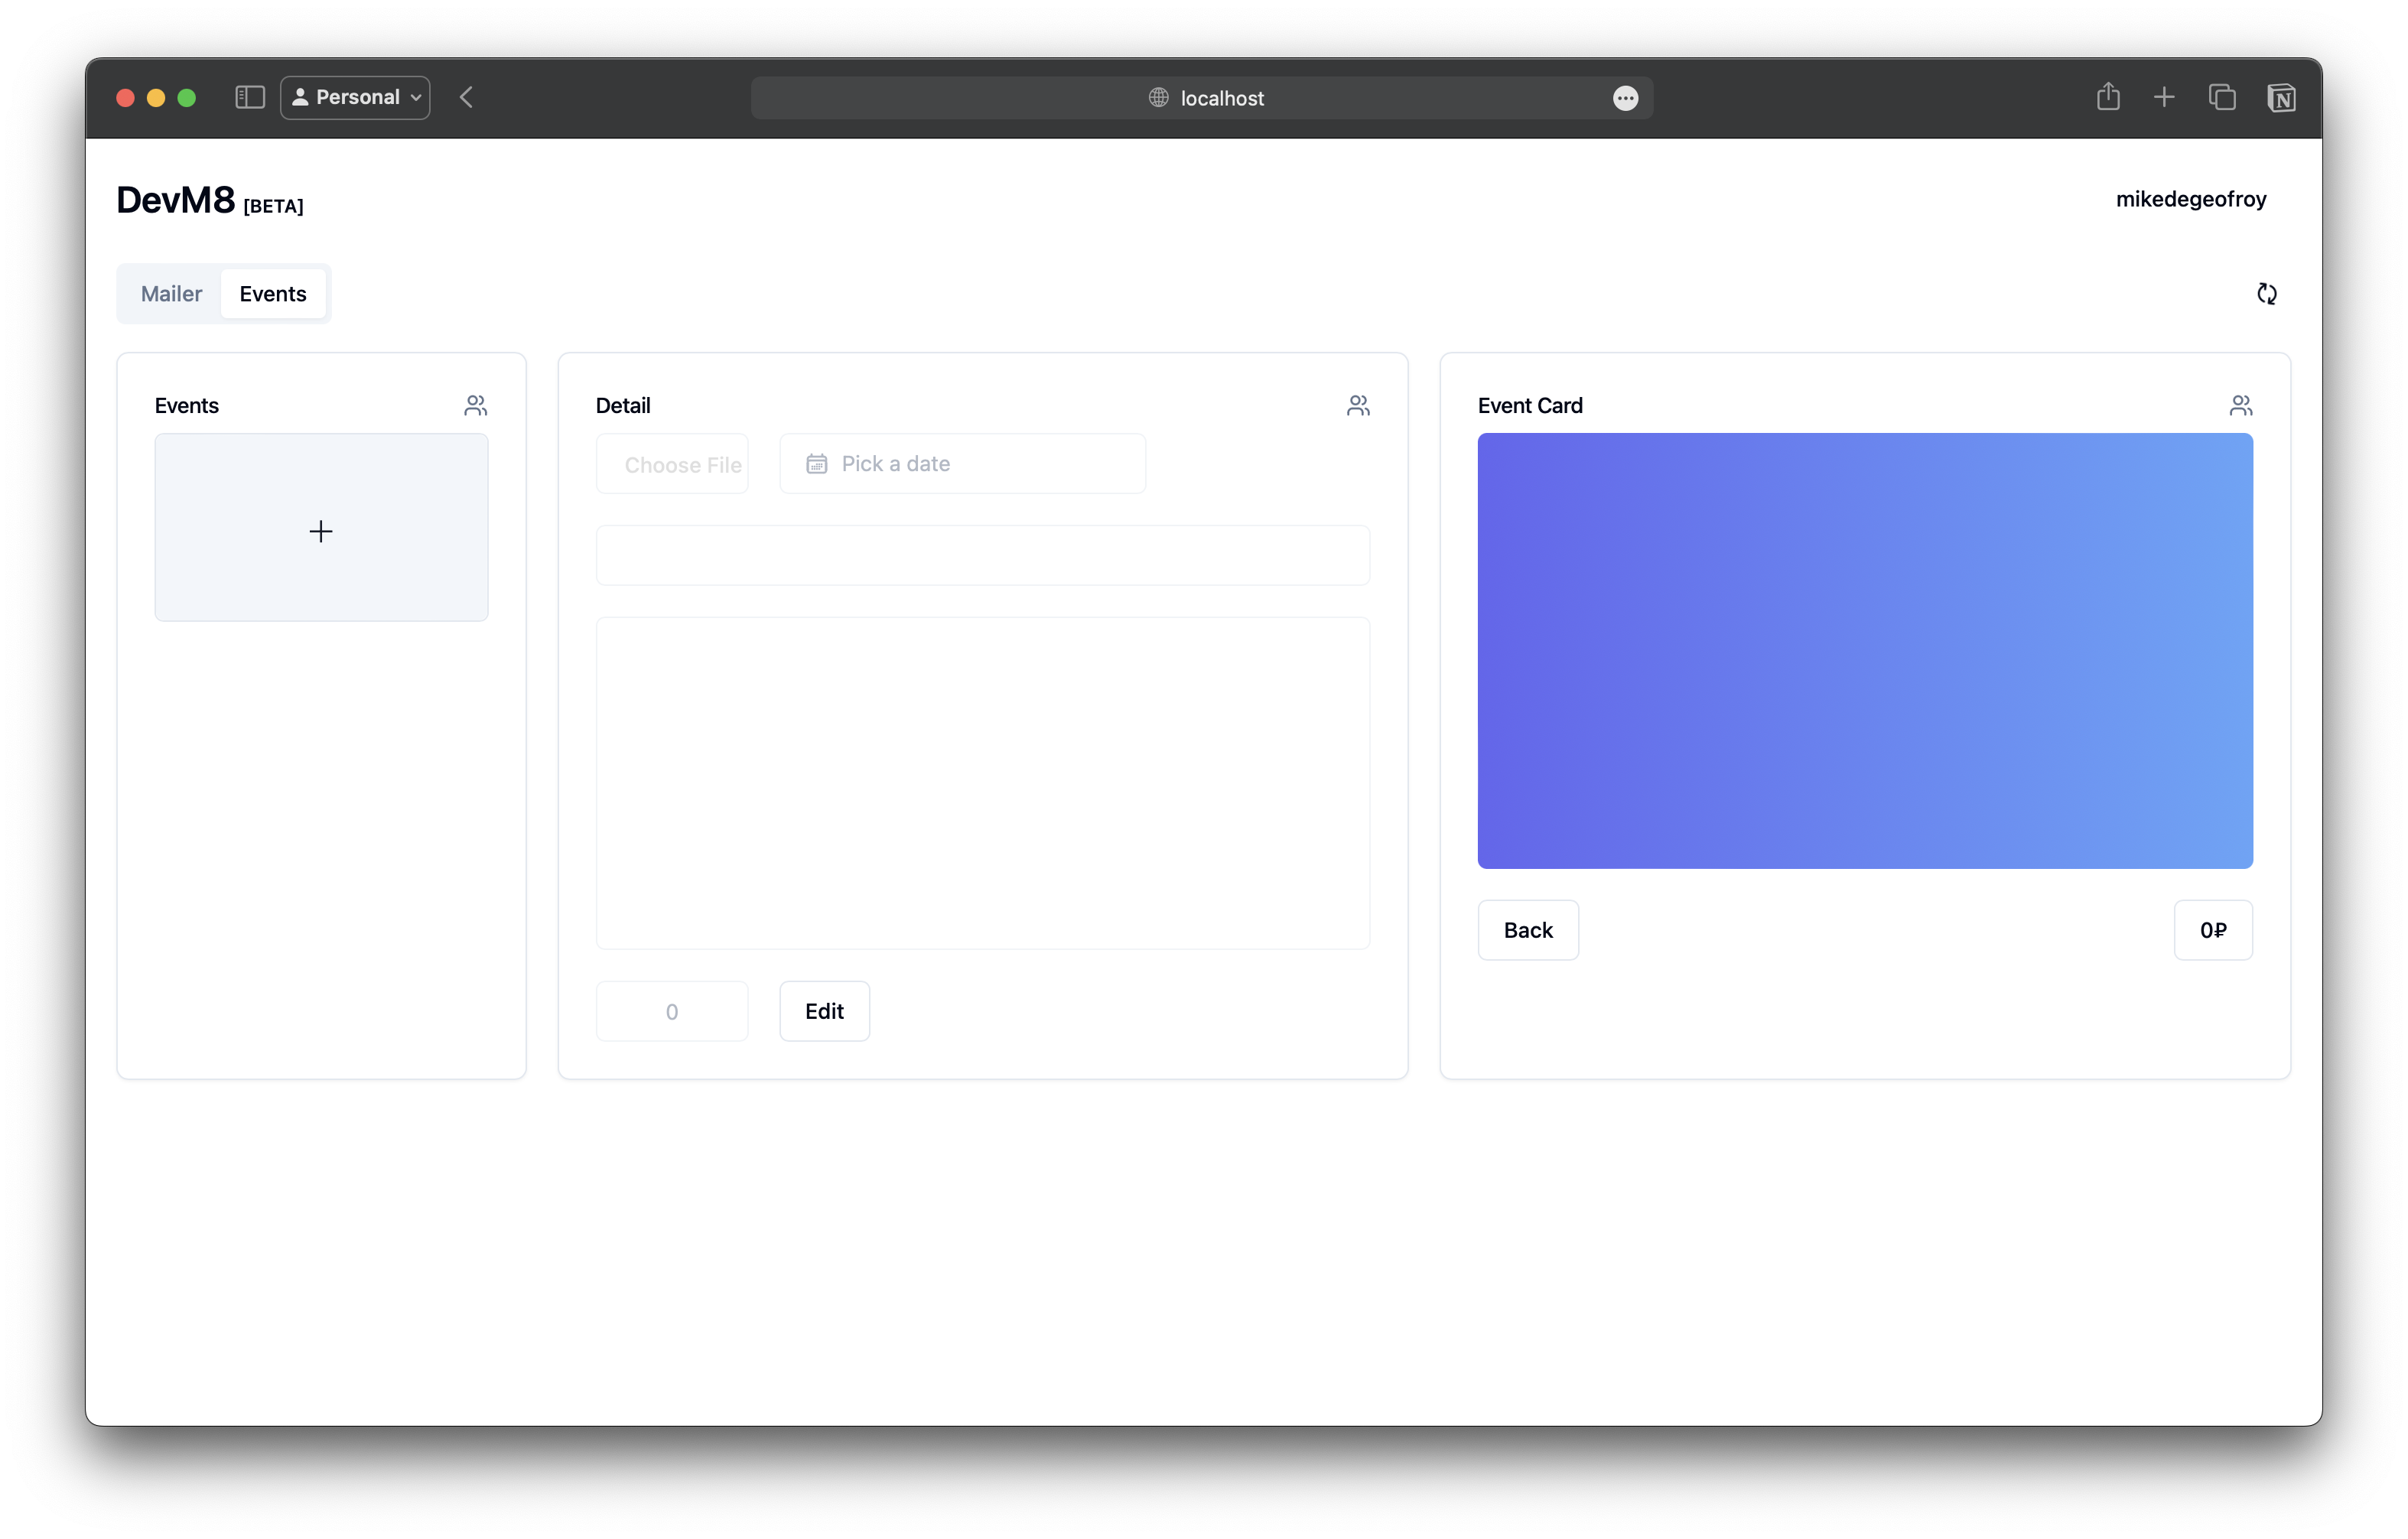 Personal
localhost
DevM8 [BETA]
mikedegeofroy
Mailer
Events
Events
Detail
Event Card
Choose File
Pick a date
Back
0₽
0
Edit